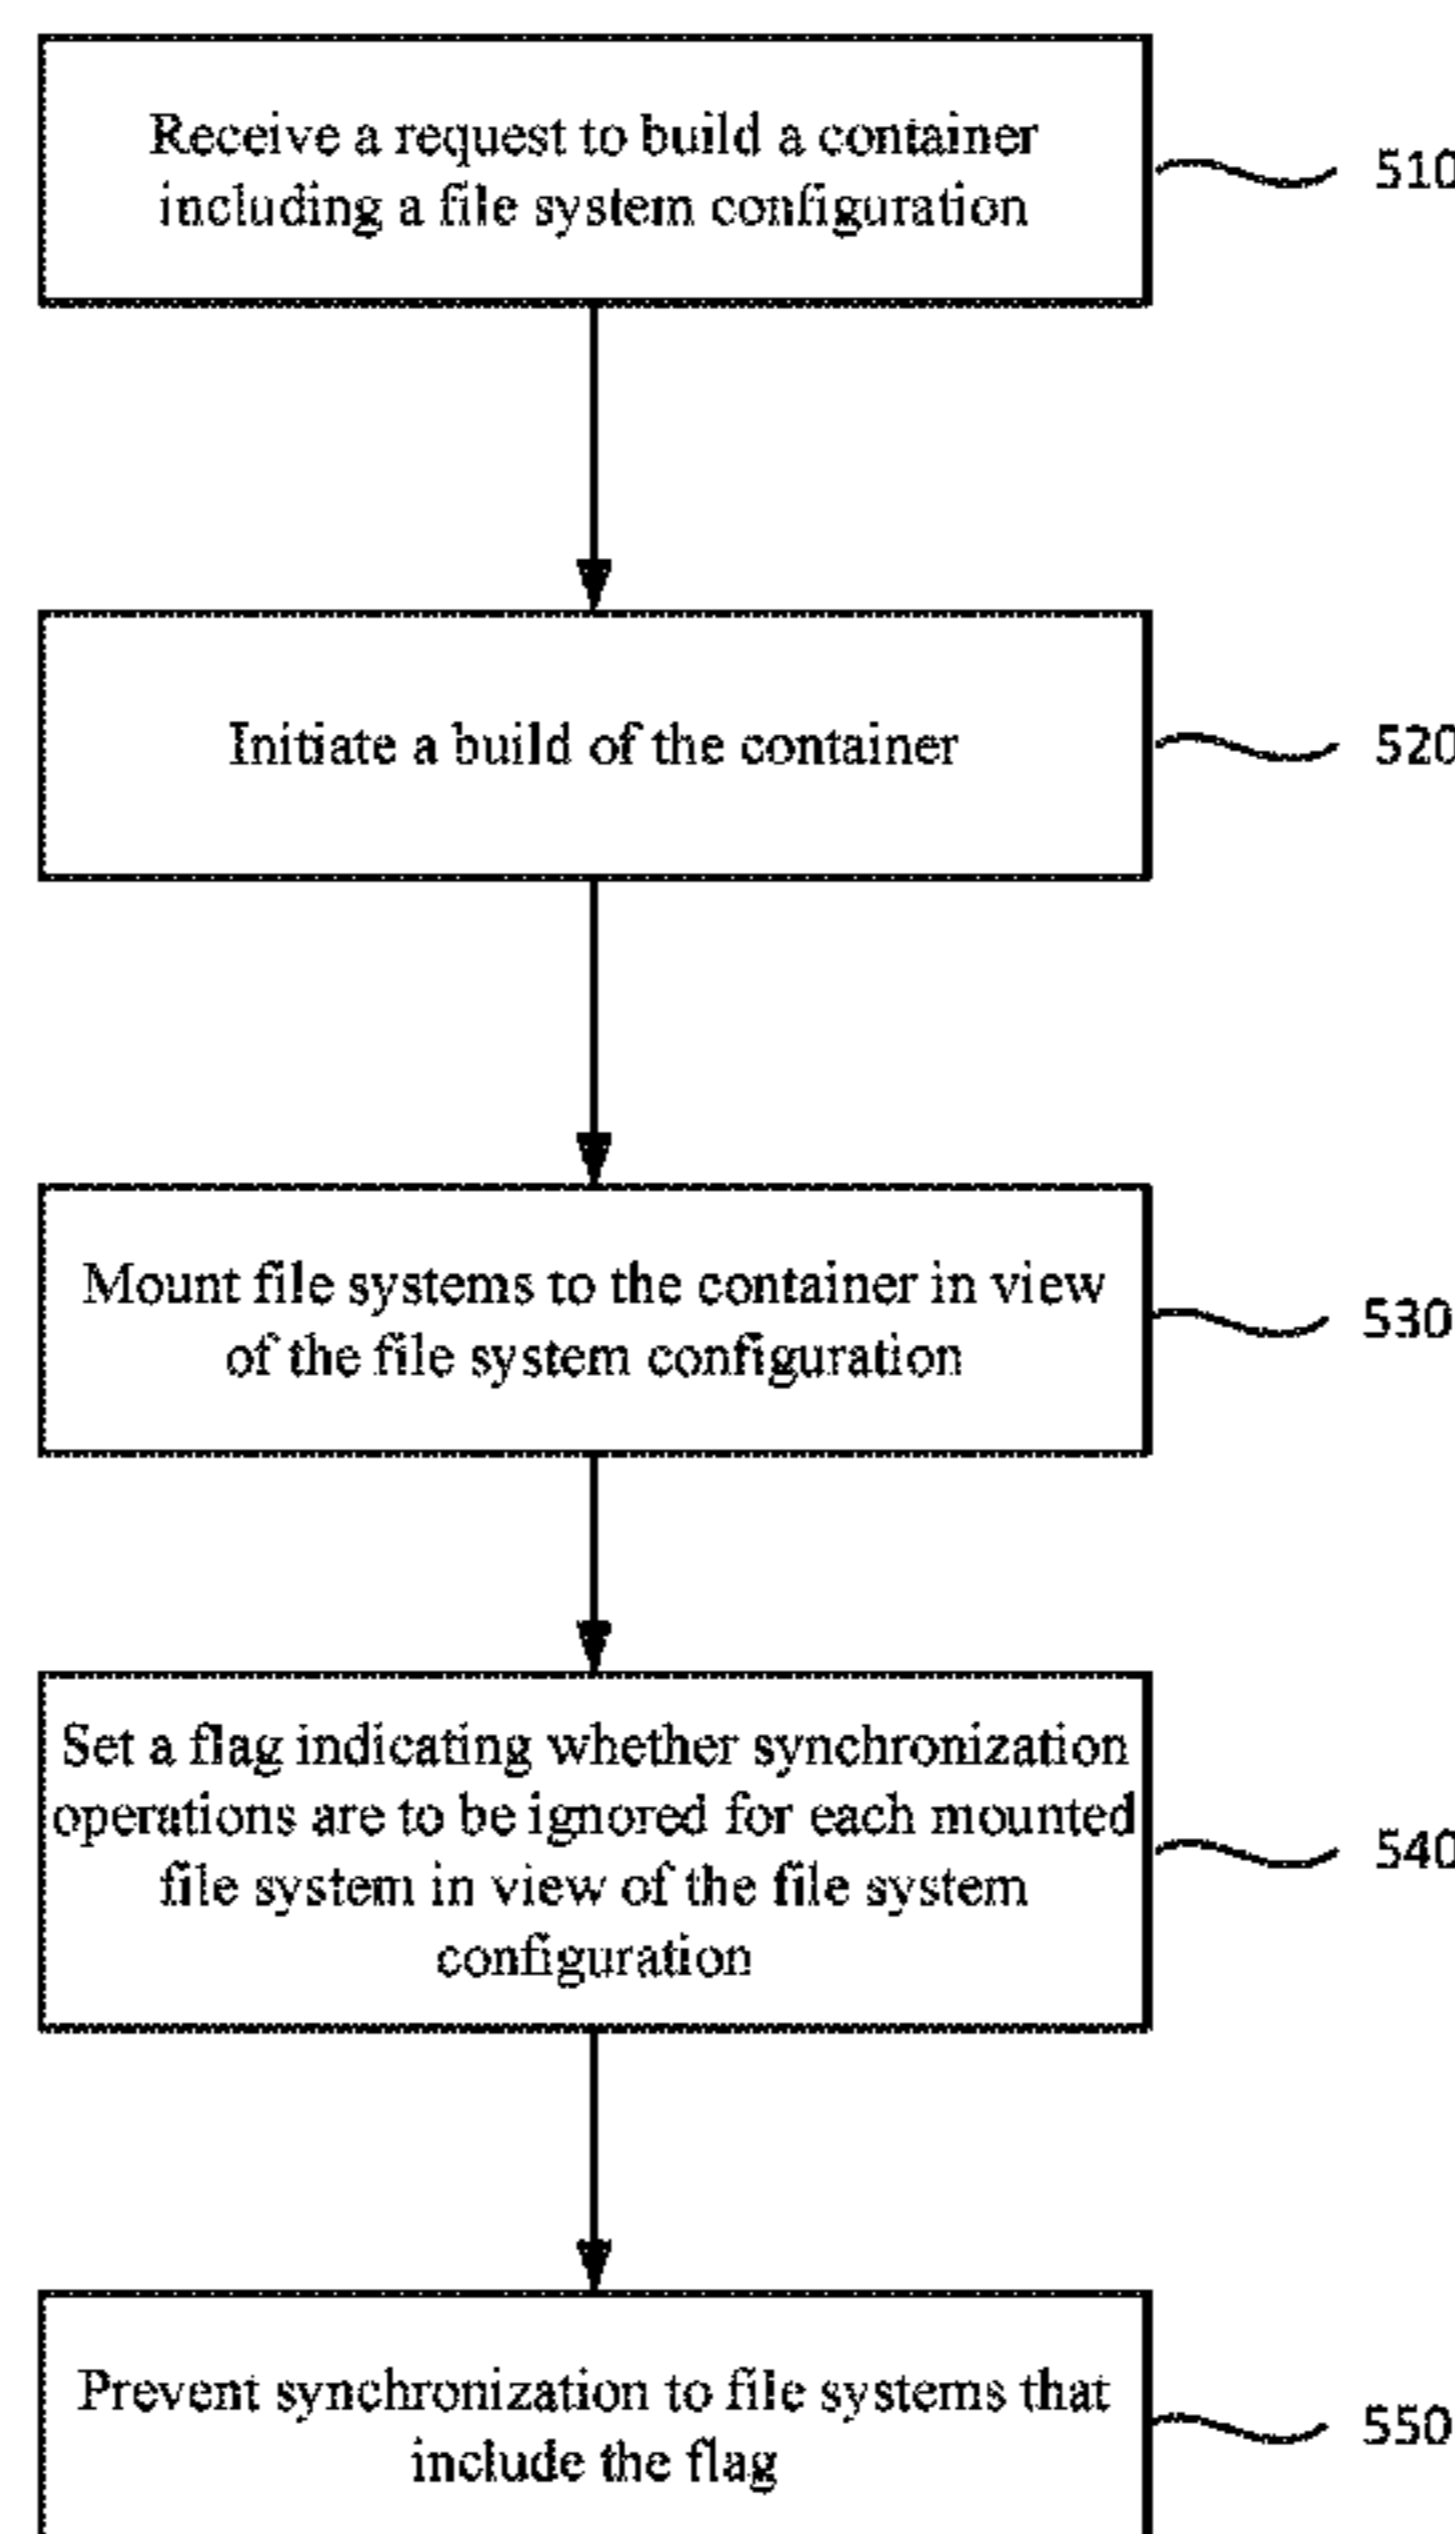 Receive a request to build a container
including a file system configuration
510
Initiate a build of the container
520
Mount file systems to the container in view
of the file system configuration
530
Set a flag indicating whether synchronization
operations are to be ignored for each mounted
file system in view of the file system
configuration
540
Prevent synchronization to file systems that
include the flag
550